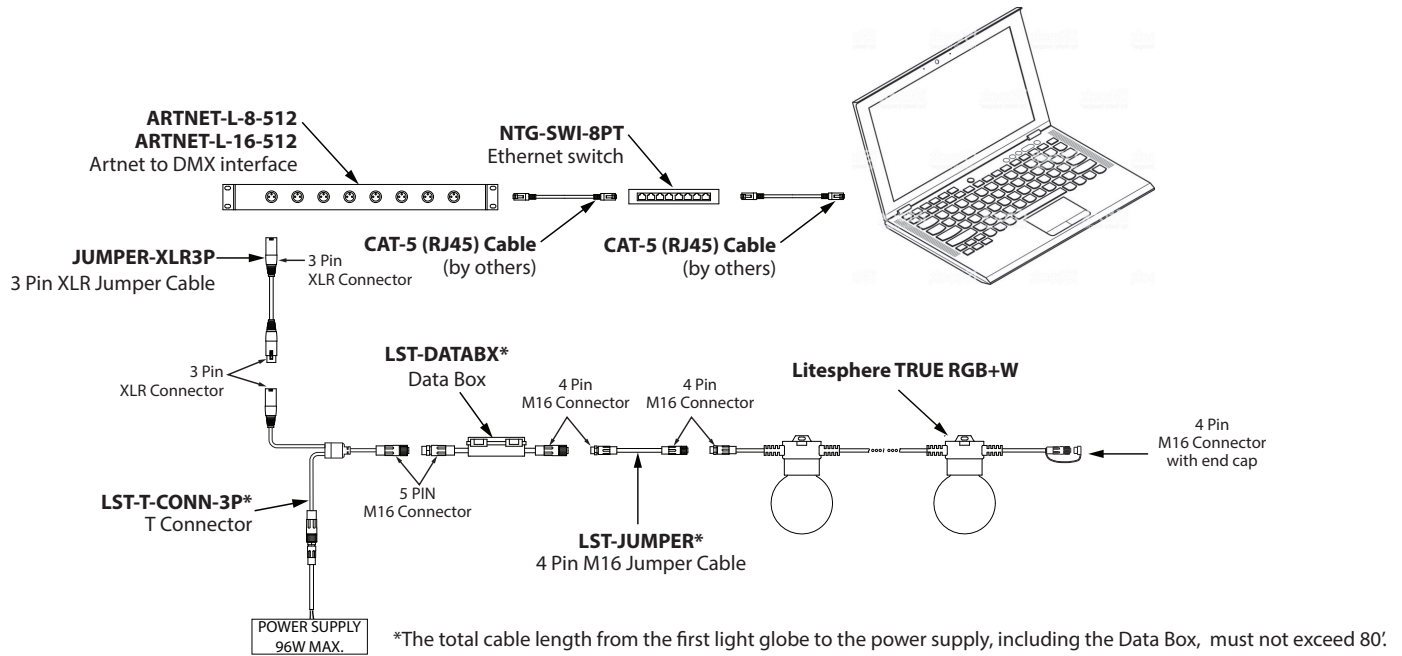 ARTNET-L-8-512
ARTNET-L-16-512
Artnet to DMX interface
NTG-SWI-8PT
Ethernet switch
CAT-5 (RJ45) Cable
(by others)
CAT-5 (RJ45) Cable
(by others)
JUMPER-XLR3P
3 Pin XLR Jumper Cable
3 Pin
XLR Connector
3 Pin
XLR Connector
LST-DATABX*
Data Box
4 Pin
M16 Connector
4 Pin
M16 Connector
Litesphere TRUE RGB+W
4 Pin
M16 Connector
with end cap
LST-T-CONN-3P*
T Connector
5 PIN
M16 Connector
LST-JUMPER*
4 Pin M16 Jumper Cable
POWER SUPPLY
96W MAX.
*The total cable length from the first light globe to the power supply, including the Data Box, must not exceed 80'.